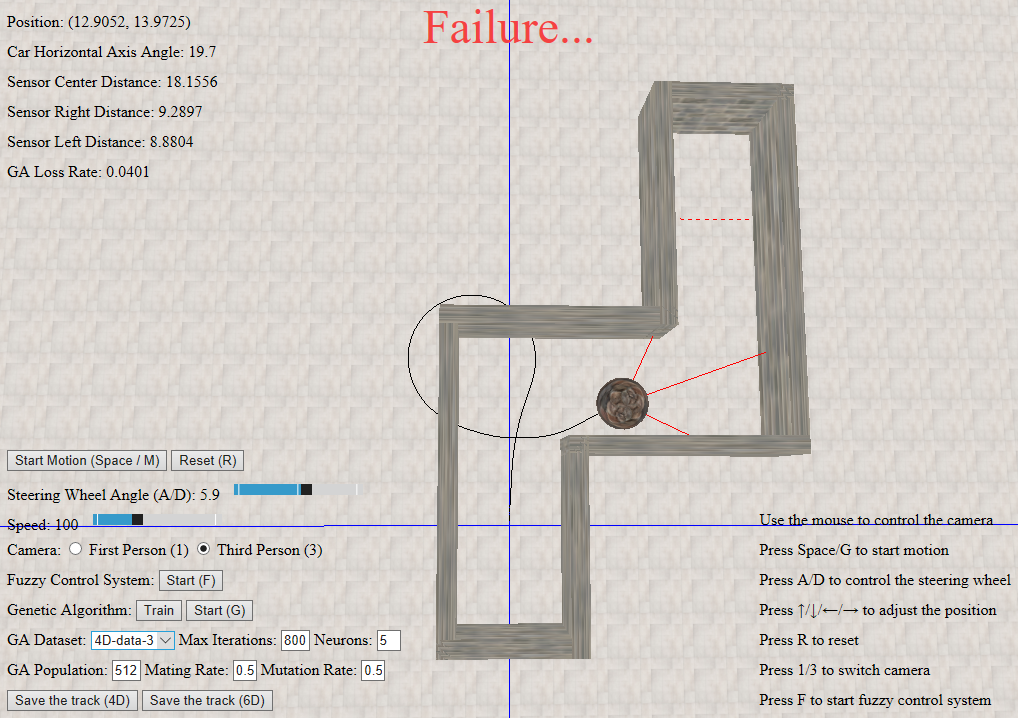 Failure...
Position: (12.9052, 13.9725)
Car Horizontal Axis Angle: 19.7
Sensor Center Distance: 18.1556
Sensor Right Distance: 9.2897
Sensor Left Distance: 8.8804
GA Loss Rate: 0.0401
Start Motion (Space / M) Reset (R)
Steering Wheel Angle (A/D): 5.9
Speed: 100
Camera: First Person (1) Third Person (3)
Fuzzy Control System: Start (F)
Genetic Algorithm: Train Start (G)
GA Dataset: 4D-data-3 Max Iterations: 800 Neurons: 5
GA Population: 512 Mating Rate: 0.5 Mutation Rate: 0.5
Save the track (4D) Save the track (6D)
Use the mouse to control the camera
Press Space/G to start motion
Press A/D to control the steering wheel
Press ↑/↓/←/→ to adjust the position
Press R to reset
Press 1/3 to switch camera
Press F to start fuzzy control system